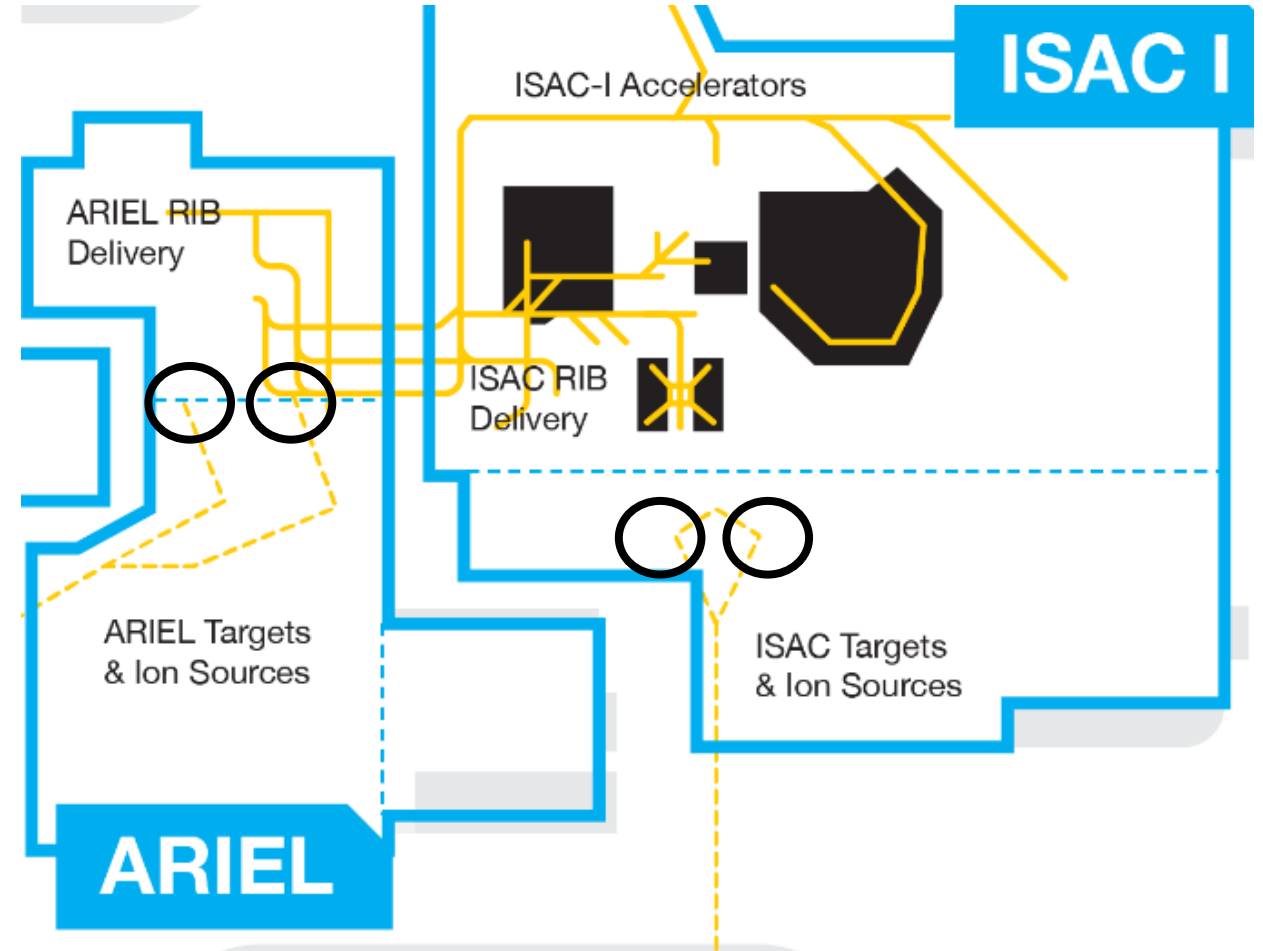 ISAC I
ISAC-I Accelerators
ARIEL RIB
Delivery
ISAC RIB
Delivery
ARIEL Targets
& Ion Sources
ISAC Targets
& Ion Sources
ARIEL